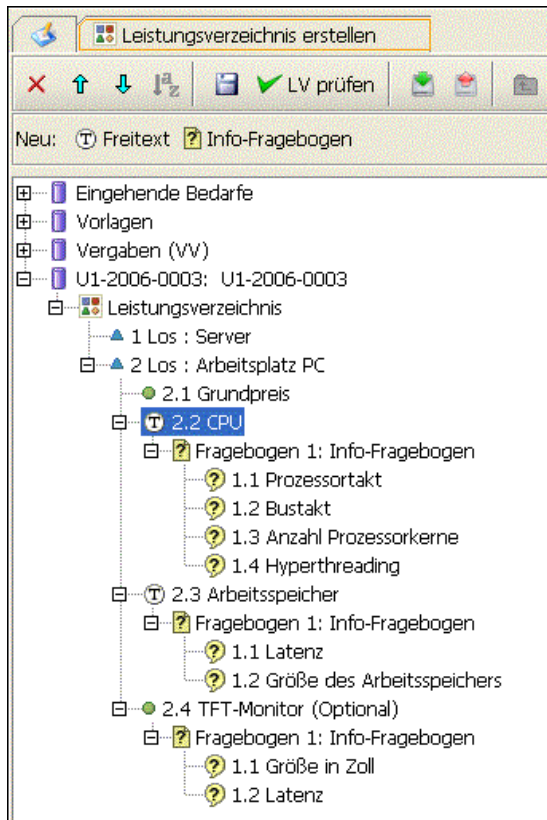 Leistungsverzeichnis erstellen
a z LV prüfen
Neu: T Freitext ? Info-Fragebogen
Eingehende Bedarfe
Vorlagen
Vergaben (VV)
U1-2006-0003: U1-2006-0003
Leistungsverzeichnis
1 Los : Server
2 Los : Arbeitsplatz PC
2.1 Grundpreis
T 2.2 CPU
? Fragebogen 1: Info-Fragebogen
? 1.1 Prozessortakt
? 1.2 Bustakt
? 1.3 Anzahl Prozessorkerne
? 1.4 Hyperthreading
T 2.3 Arbeitsspeicher
? Fragebogen 1: Info-Fragebogen
? 1.1 Latenz
? 1.2 Größe des Arbeitsspeichers
2.4 TFT-Monitor (Optional)
? Fragebogen 1: Info-Fragebogen
? 1.1 Größe in Zoll
? 1.2 Latenz